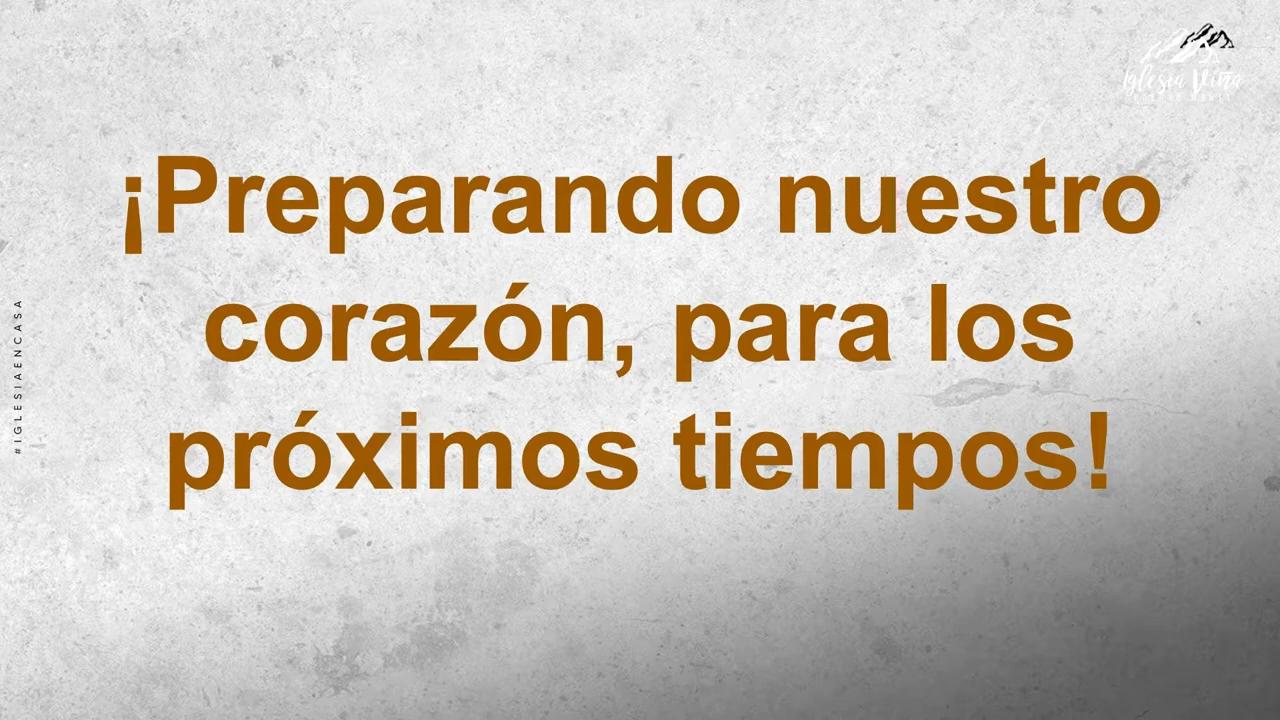 Iglesia Viña
¡Preparando nuestro
corazón, para los
próximos tiempos!
#IGLESIAENCASA